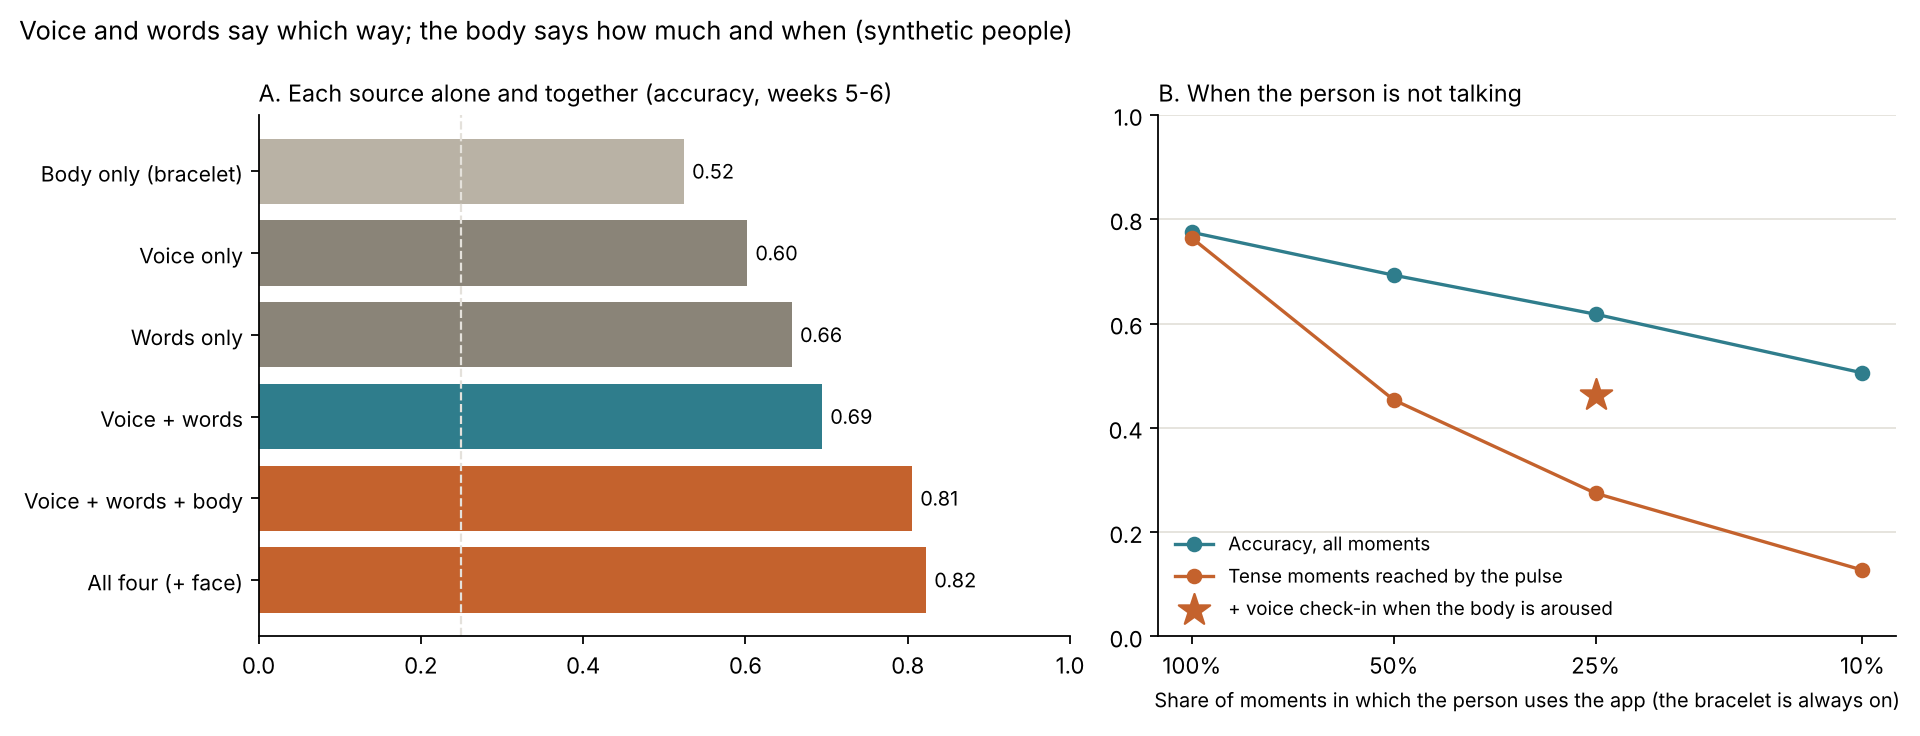 Voice and words say which way; the body says how much and when (synthetic people)
A. Each source alone and together (accuracy, weeks 5-6)
Body only (bracelet)
0.52
Voice only
0.60
Words only
0.66
Voice + words
0.69
Voice + words + body
0.81
All four (+ face)
0.82
0.0 0.2 0.4 0.6 0.8 1.0
B. When the person is not talking
1.0
0.8
0.6
0.4
0.2
0.0
Accuracy, all moments
Tense moments reached by the pulse
+ voice check-in when the body is aroused
100% 50% 25% 10%
Share of moments in which the person uses the app (the bracelet is always on)